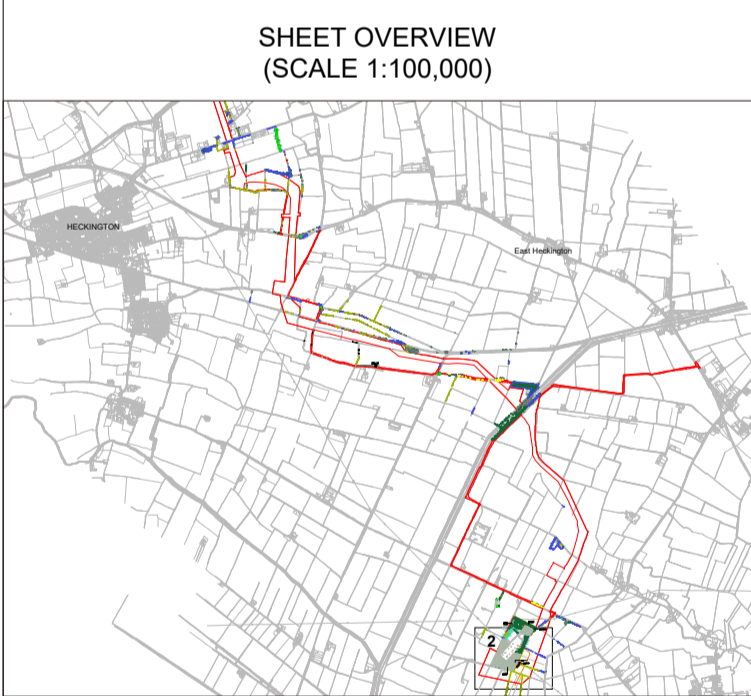 SHEET OVERVIEW
(SCALE 1:100,000)
HECKINGTON
East Heckington
2